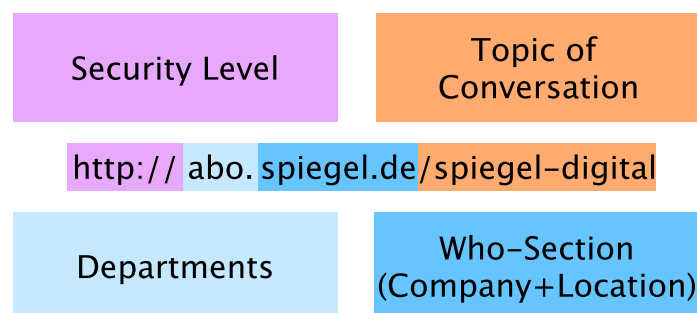 Security Level
Topic of
Conversation
http:// abo.spiegel.de/spiegel-digital
Departments
Who-Section
(Company+Location)